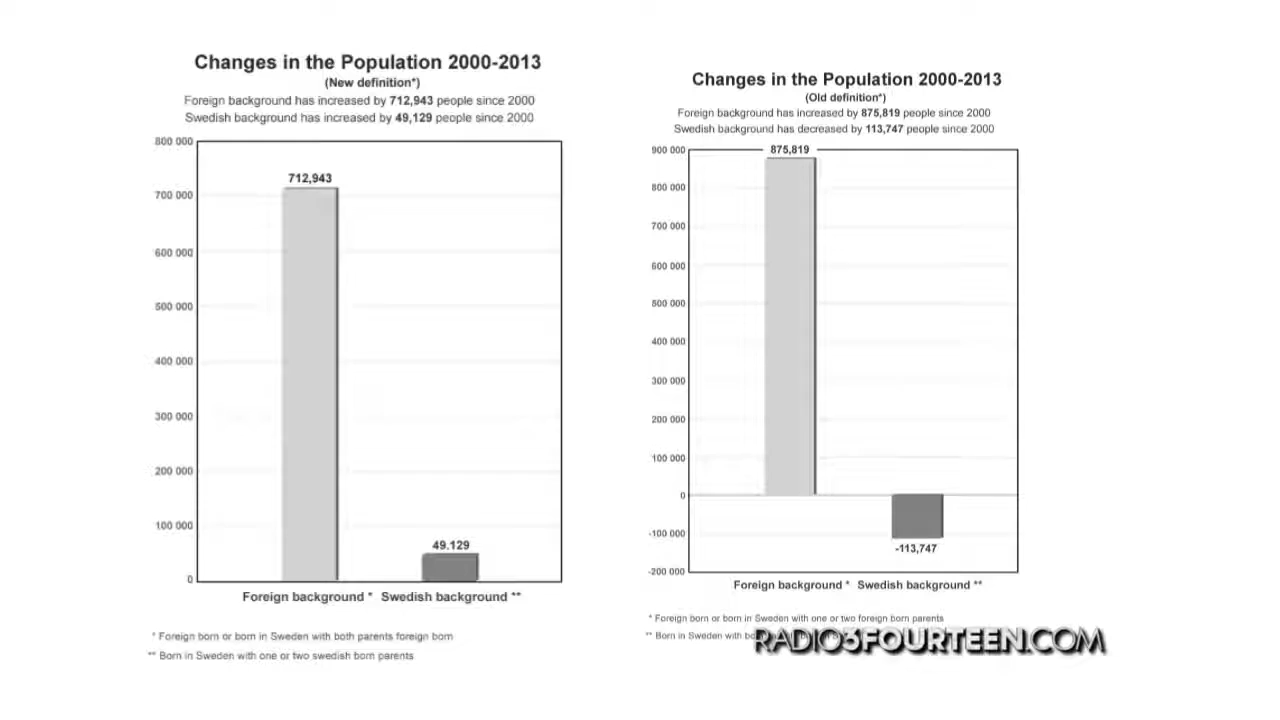 Changes in the Population 2000-2013
(New definition*)
Foreign background has increased by 712,943 people since 2000
Swedish background has increased by 49,129 people since 2000
800 000
712,943
700 000
600 000
500 000
400 000
300 000
200 000
100 000
49.129
0
Foreign background * Swedish background **
* Foreign born or born in Sweden with both parents foreign born
** Born in Sweden with one or two swedish born parents
Changes in the Population 2000-2013
(Old definition*)
Foreign background has increased by 875,819 people since 2000
Swedish background has decreased by 113,747 people since 2000
900 000
875,819
800 000
700 000
600 000
500 000
400 000
300 000
200 000
100 000
0
-100 000
-113,747
-200 000
Foreign background * Swedish background **
* Foreign born or born in Sweden with one or two foreign born parents
** Born in Sweden with
RADIO3FOURTEEN.COM